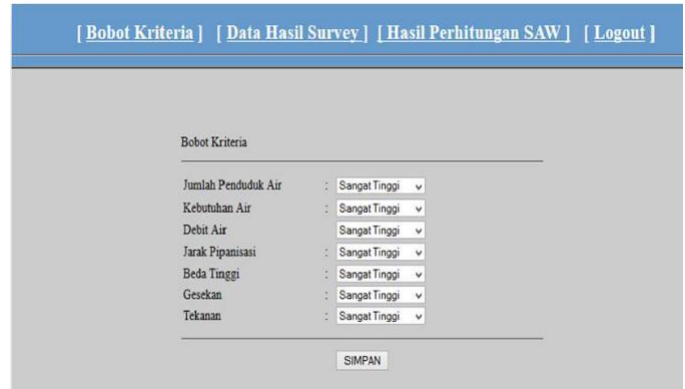 [ Bobot Kriteria ] [ Data Hasil Survey ] [ Hasil Perhitungan SAW ] [ Logout ]
Bobot Kriteria
Jumlah Penduduk Air : Sangat Tinggi
Kebutuhan Air : Sangat Tinggi
Debit Air Sangat Tinggi
Jarak Pipanisasi : Sangat Tinggi
Beda Tinggi : Sangat Tinggi
Gesekan : Sangat Tinggi
Tekanan : Sangat Tinggi
SIMPAN